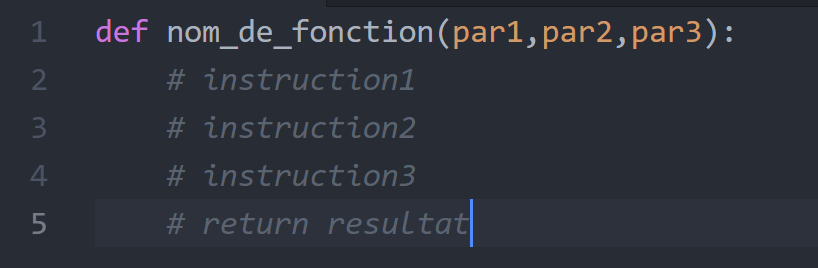 1 def nom_de_fonction(par1,par2,par3):
2 # instruction1
3 # instruction2
4 # instruction3
5 # return resultat